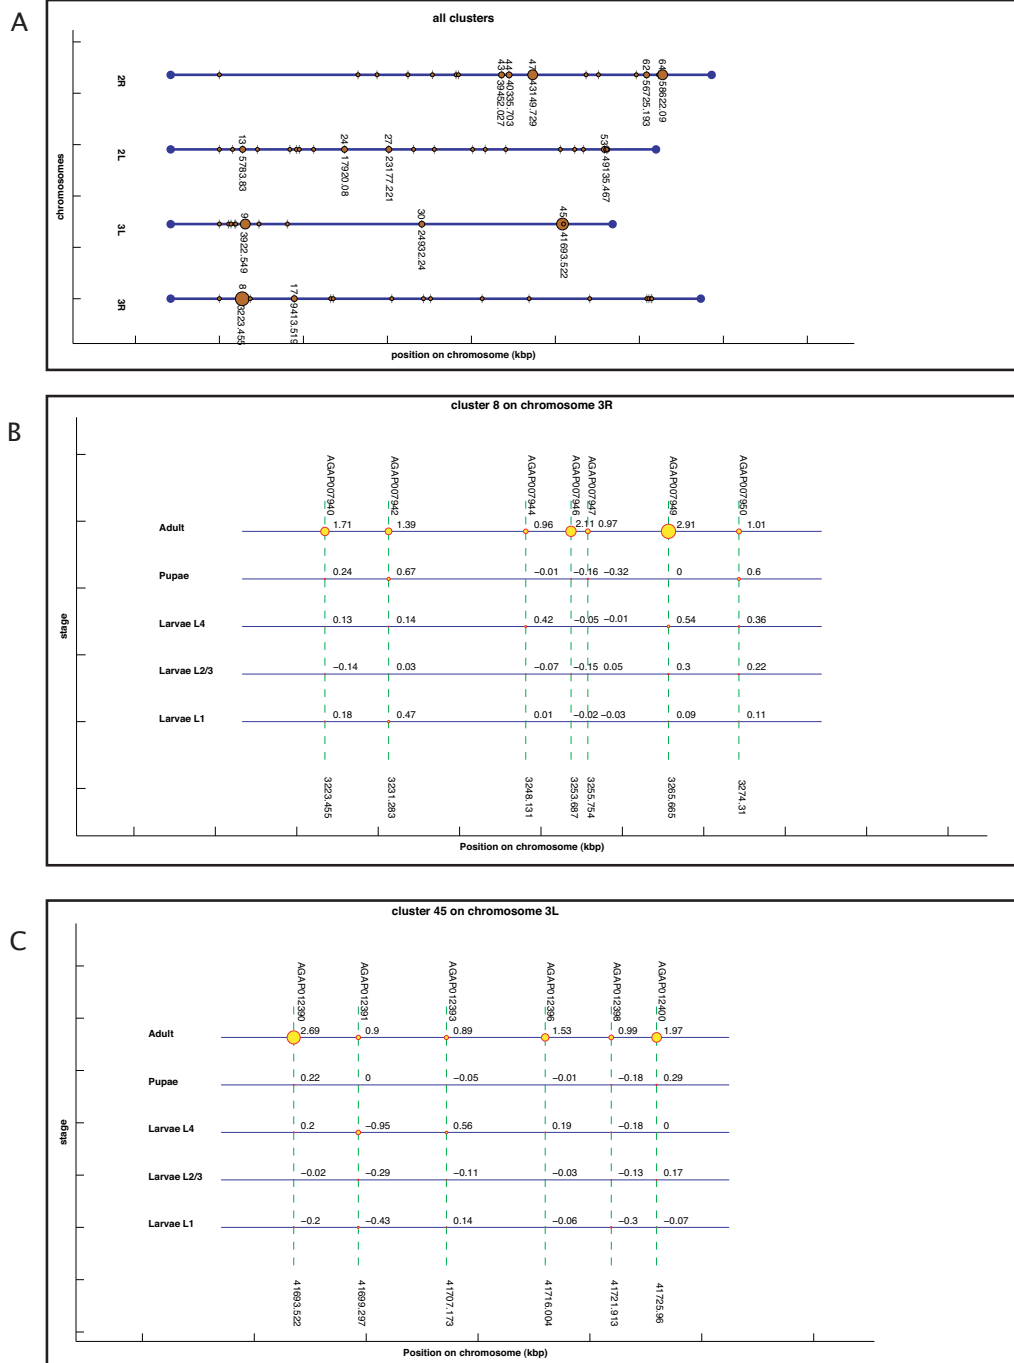 A
all clusters
chromosomes
2R
43 39452.027
44 40335.703
47 43149.729
62 56725.193
64 58622.09
2L
13 5783.83
24 17920.08
27 23177.221
53 49135.467
3L
9 3922.549
30 24932.24
45 41693.522
3R
8 3223.455
17 9413.519
position on chromosome (kbp)
B
cluster 8 on chromosome 3R
stage
AGAP007940 AGAP007942 AGAP007944 AGAP007946 AGAP007947 AGAP007949 AGAP007950
Adult 1.71 1.39 0.96 2.11 0.97 2.91 1.01
Pupae 0.24 0.67 −0.01 −0.16 −0.32 0 0.6
Larvae L4 0.13 0.14 0.42 −0.05 −0.01 0.54 0.36
Larvae L2/3 −0.14 0.03 −0.07 −0.15 0.05 0.3 0.22
Larvae L1 0.18 0.47 0.01 −0.02 −0.03 0.09 0.11
3223.455 3231.283 3248.131 3253.687 3255.754 3265.665 3274.31
Position on chromosome (kbp)
C
cluster 45 on chromosome 3L
stage
AGAP012390 AGAP012391 AGAP012393 AGAP012396 AGAP012398 AGAP012400
Adult 2.69 0.9 0.89 1.53 0.99 1.97
Pupae 0.22 0 −0.05 −0.01 −0.18 0.29
Larvae L4 0.2 −0.95 0.56 0.19 −0.18 0
Larvae L2/3 −0.02 −0.29 −0.11 −0.03 −0.13 0.17
Larvae L1 −0.2 −0.43 0.14 −0.06 −0.3 −0.07
41693.522 41699.297 41707.173 41716.004 41721.913 41725.96
Position on chromosome (kbp)